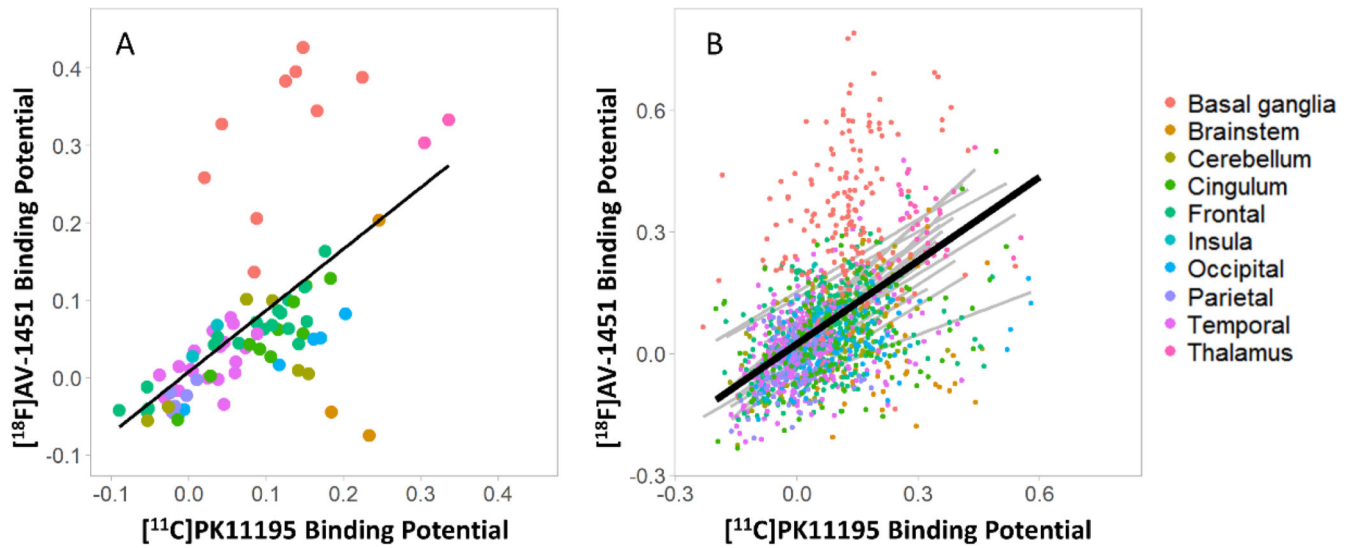 A
[¹⁸F]AV-1451 Binding Potential
0.4
0.3
0.2
0.1
0.0
-0.1
-0.1
0.0
0.1
0.2
0.3
0.4
[¹¹C]PK11195 Binding Potential
B
[¹⁸F]AV-1451 Binding Potential
0.6
0.3
0.0
-0.3
-0.3
0.0
0.3
0.6
[¹¹C]PK11195 Binding Potential
Basal ganglia
Brainstem
Cerebellum
Cingulum
Frontal
Insula
Occipital
Parietal
Temporal
Thalamus